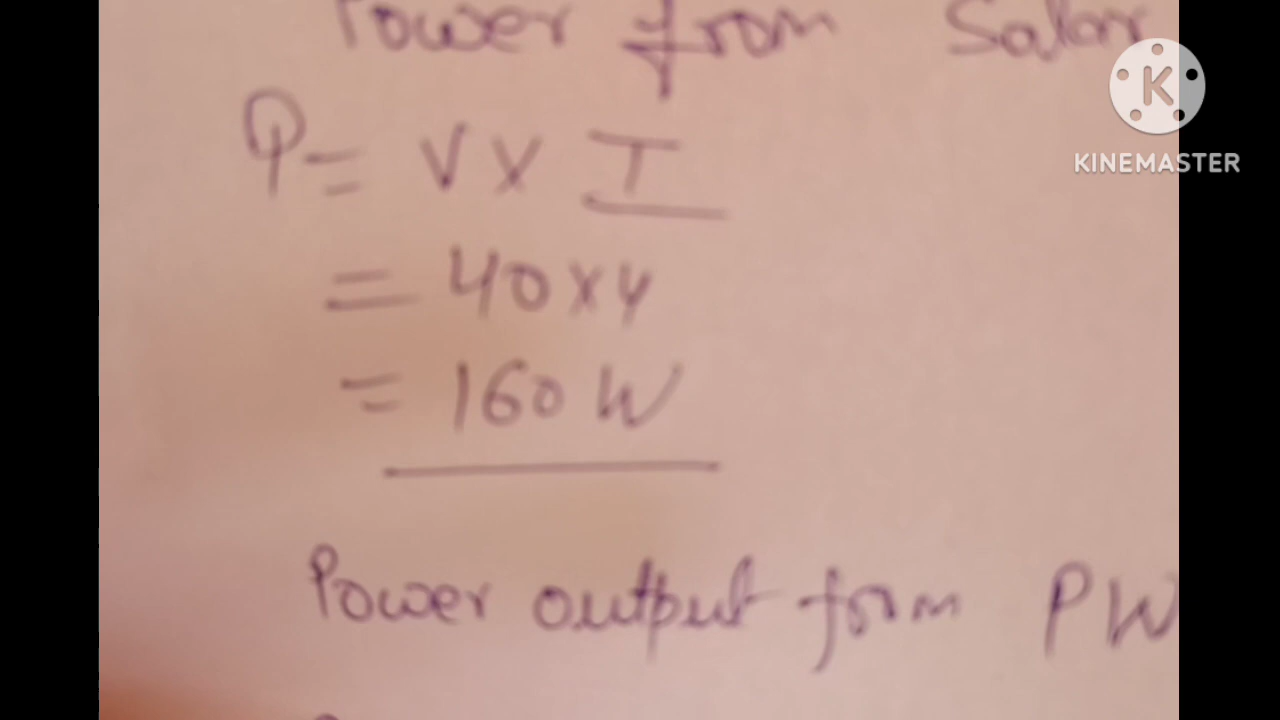 Power from Solar
P = V X I
= 40 X 4
= 160 W
Power output from PW
K
KINEMASTER